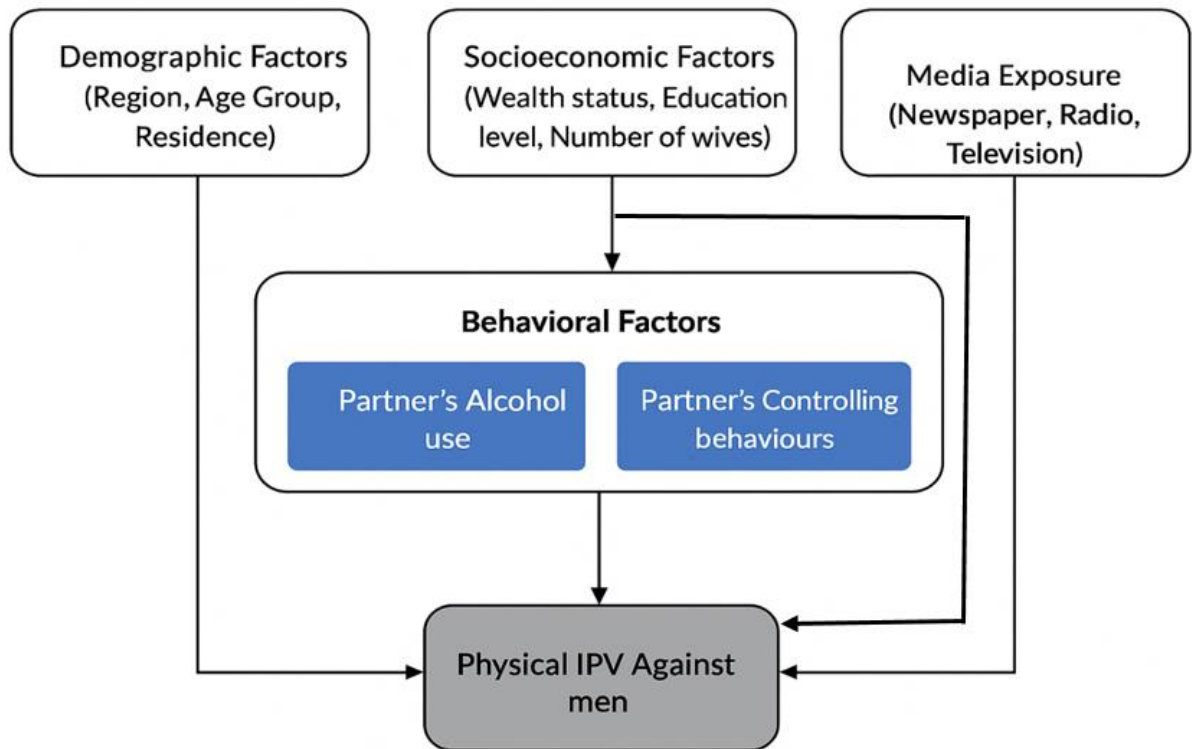 Demographic Factors
(Region, Age Group,
Residence)
Socioeconomic Factors
(Wealth status, Education
level, Number of wives)
Media Exposure
(Newspaper, Radio,
Television)
Behavioral Factors
Partner's Alcohol
use
Partner's Controlling
behaviours
Physical IPV Against
men